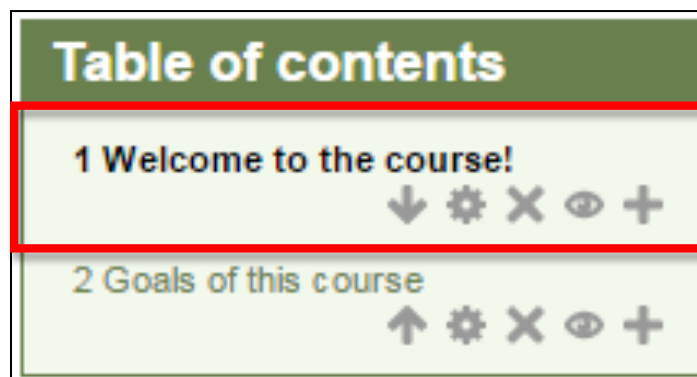 Table of contents
1 Welcome to the course!
2 Goals of this course